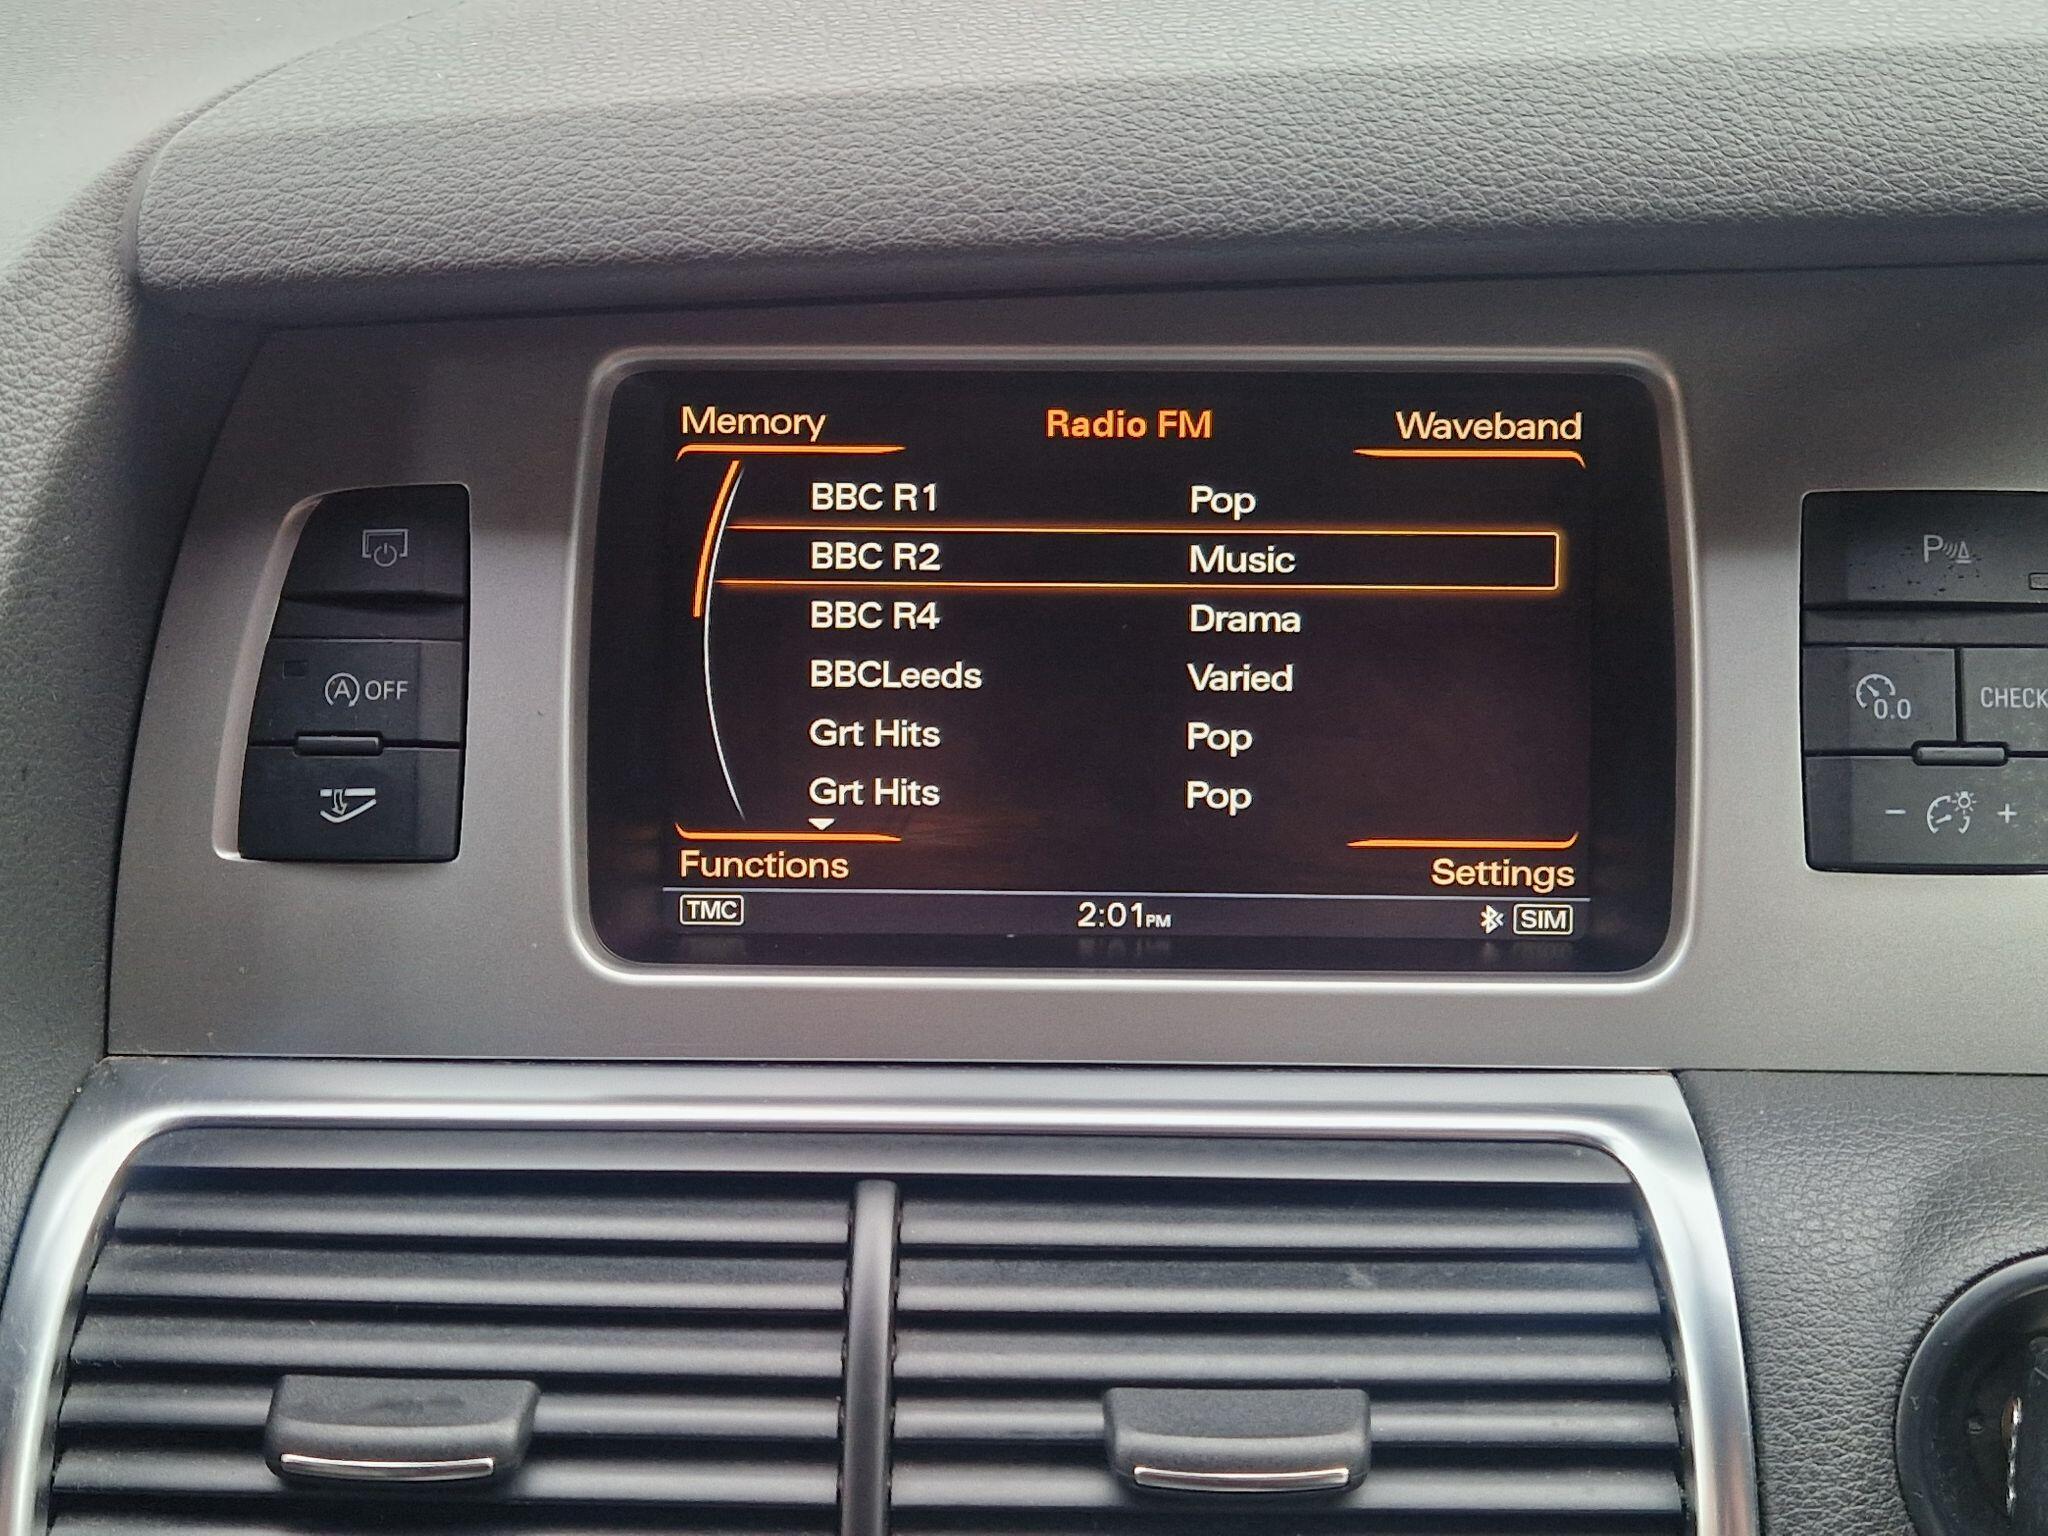 Memory Radio FM Waveband
BBC R1 Pop
BBC R2 Music
BBC R4 Drama
BBCLeeds Varied
Grt Hits Pop
Grt Hits Pop
Functions Settings
TMC 2:01PM SIM
A OFF
P
0.0 CHECK
- +